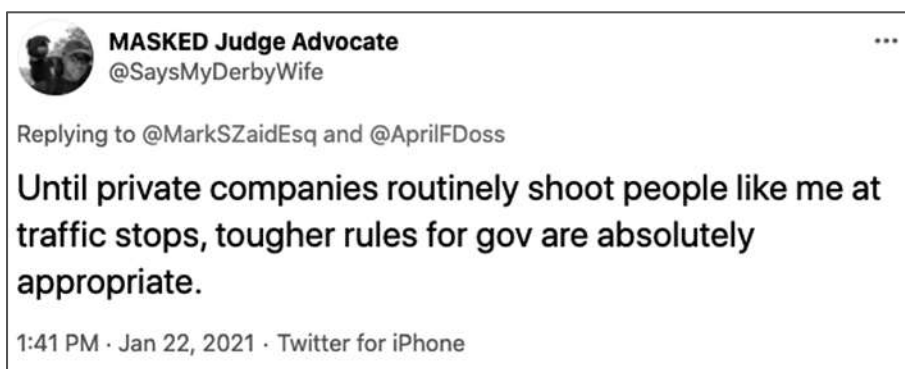 MASKED Judge Advocate
@SaysMyDerbyWife
Replying to @MarkSZaidEsq and @AprilFDoss
Until private companies routinely shoot people like me at
traffic stops, tougher rules for gov are absolutely
appropriate.
1:41 PM · Jan 22, 2021 · Twitter for iPhone